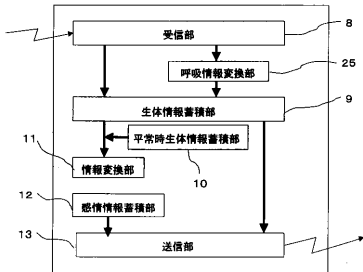 受信部
8
呼吸情報変換部
25
生体情報蓄積部
9
平常時生体情報蓄積部
11
情報変換部
10
12
感情情報蓄積部
13
送信部